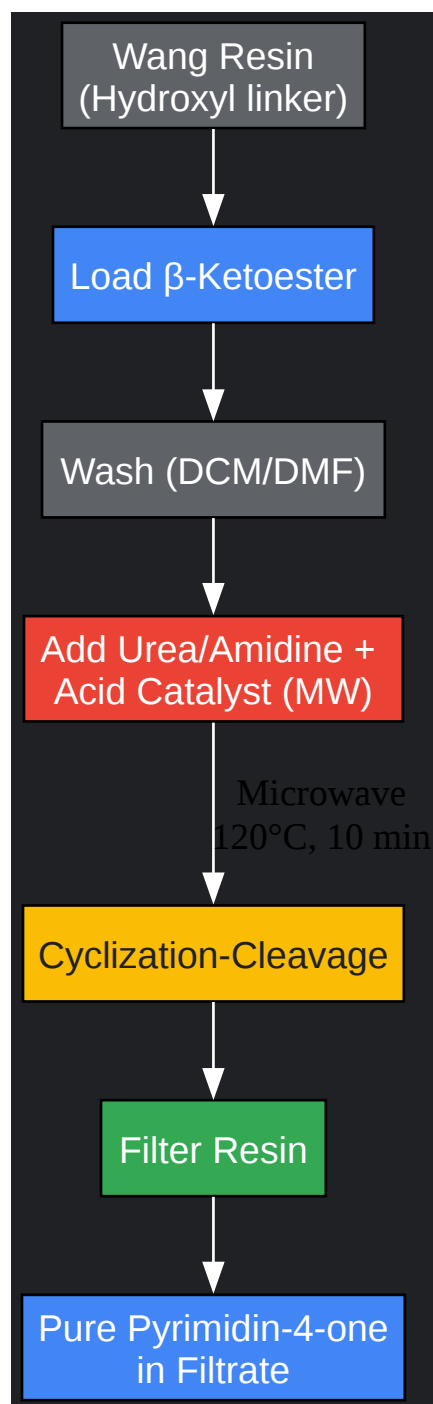 Wang Resin
(Hydroxyl linker)
Load β-Ketoester
Wash (DCM/DMF)
Add Urea/Amidine +
Acid Catalyst (MW)
Microwave
120°C, 10 min
Cyclization-Cleavage
Filter Resin
Pure Pyrimidin-4-one
in Filtrate